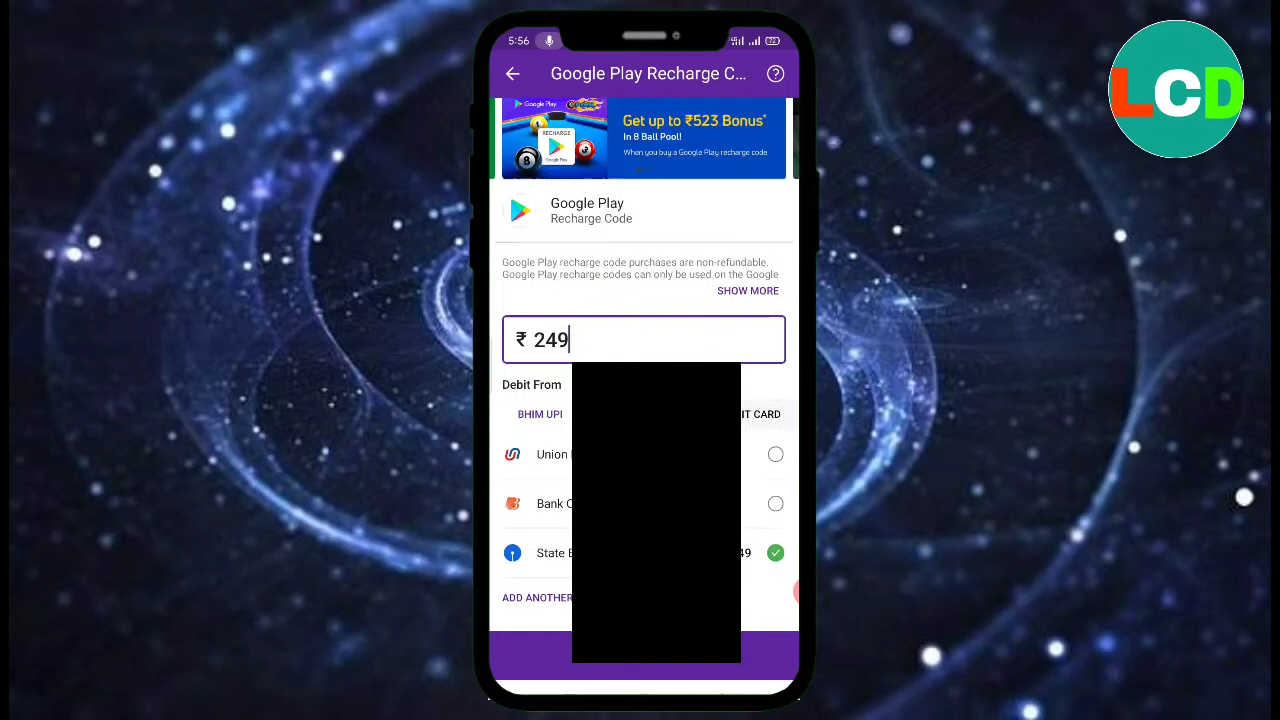 5:56
Google Play Recharge C...
Google Play
RECHARGE
Google Play
Get up to ₹523 Bonus*
In 8 Ball Pool!
When you buy a Google Play recharge code
Google Play
Recharge Code
Google Play recharge code purchases are non-refundable.
Google Play recharge codes can only be used on the Google
SHOW MORE
₹ 249
Debit From
BHIM UPI
IT CARD
Union
Bank
State
49
ADD ANOTHER
LCD